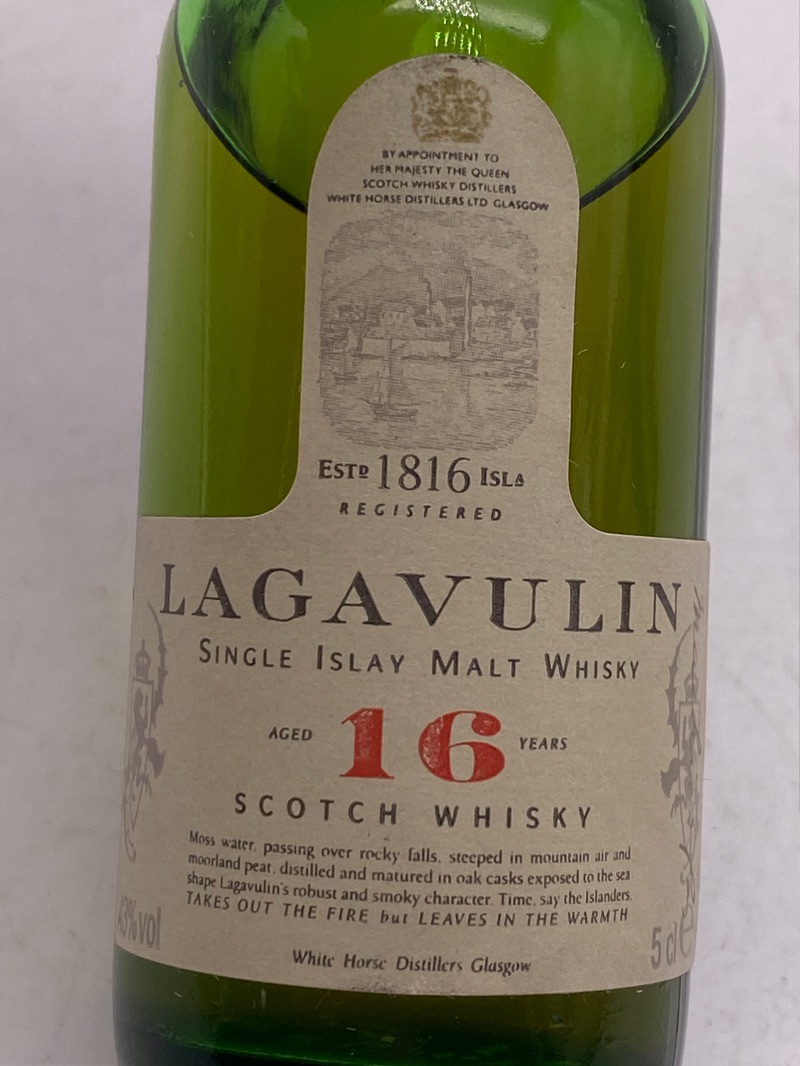 BY APPOINTMENT TO
HER MAJESTY THE QUEEN
SCOTCH WHISKY DISTILLERS
WHITE HORSE DISTILLERS LTD GLASGOW
ESTD 1816 ISLA
REGISTERED
LAGAVULIN
SINGLE ISLAY MALT WHISKY
AGED 16 YEARS
SCOTCH WHISKY
Moss water, passing over rocky falls, steeped in mountain air and
moorland peat, distilled and matured in oak casks exposed to the sea
shape Lagavulin's robust and smoky character. Time, say the Islanders,
TAKES OUT THE FIRE but LEAVES IN THE WARMTH
43%vol
5 cl e
White Horse Distillers Glasgow